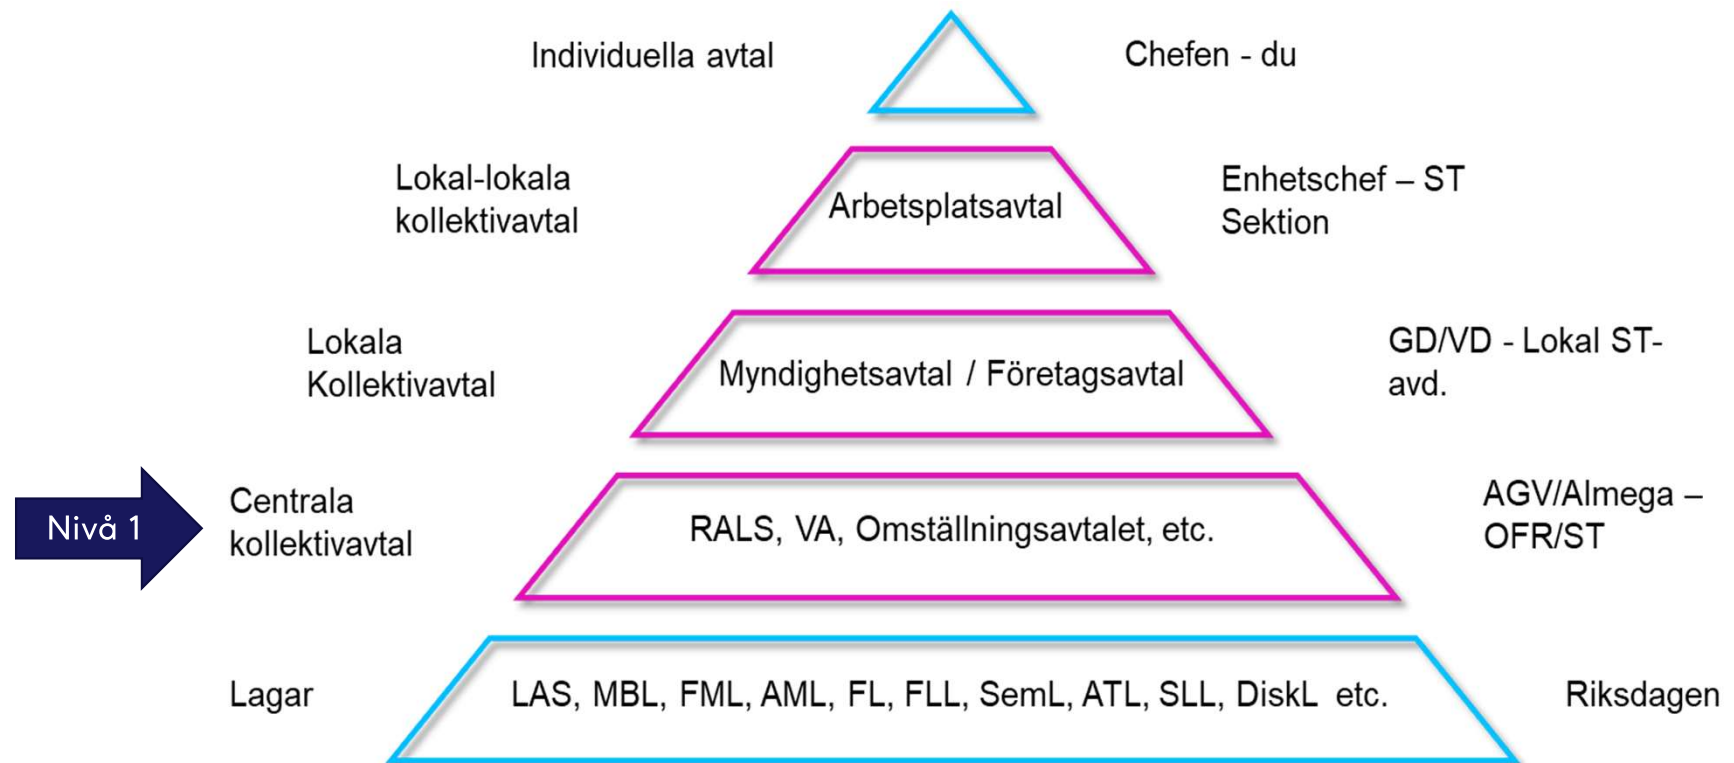 Individuella avtal
Chefen - du
Lokal-lokala
kollektivavtal
Arbetsplatsavtal
Enhetschef – ST
Sektion
Lokala
Kollektivavtal
Myndighetsavtal / Företagsavtal
GD/VD - Lokal ST-
avd.
Nivå 1
Centrala
kollektivavtal
RALS, VA, Omställningsavtalet, etc.
AGV/Almega –
OFR/ST
Lagar
LAS, MBL, FML, AML, FL, FLL, SemL, ATL, SLL, DiskL etc.
Riksdagen